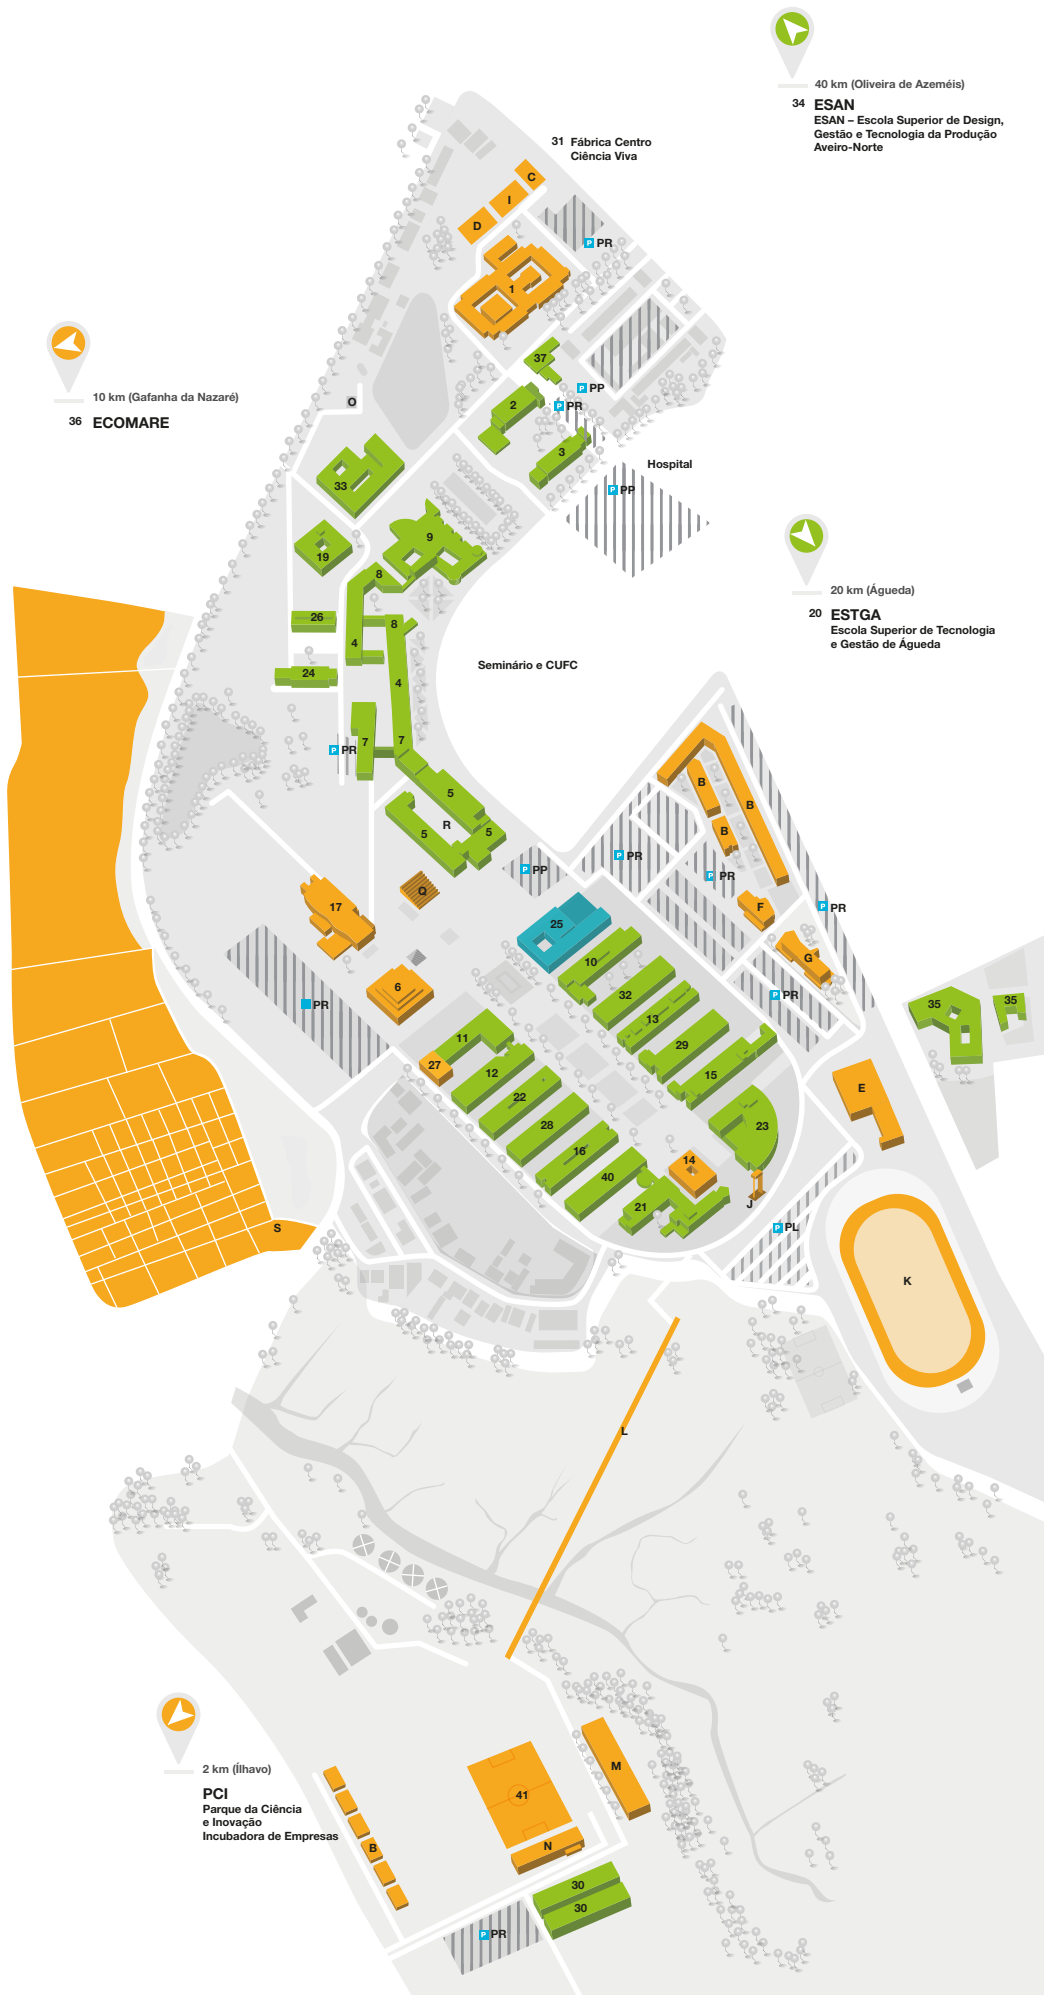 40 km (Oliveira de Azeméis)
34 ESAN
ESAN – Escola Superior de Design,
Gestão e Tecnologia da Produção
Aveiro-Norte
31 Fábrica Centro
Ciência Viva
C
I
D
P PR
1
37
10 km (Gafanha da Nazaré)
36 ECOMARE
P PP
O
2
P PR
3
Hospital
33
P PP
9
19
8
20 km (Águeda)
20 ESTGA
Escola Superior de Tecnologia
e Gestão de Águeda
26
8
4
Seminário e CUFC
24
4
7
7
P PR
B
B
5
R
5
5
B
P PR
P PP
P PR
Q
17
F
P PR
25
G
10
6
32
P PR
PR
35
35
13
11
29
27
12
15
E
22
28
23
16
14
40
J
21
S
P PL
K
L
2 km (Ílhavo)
PCI
Parque da Ciência
e Inovação
Incubadora de Empresas
M
41
B
N
30
30
P PR